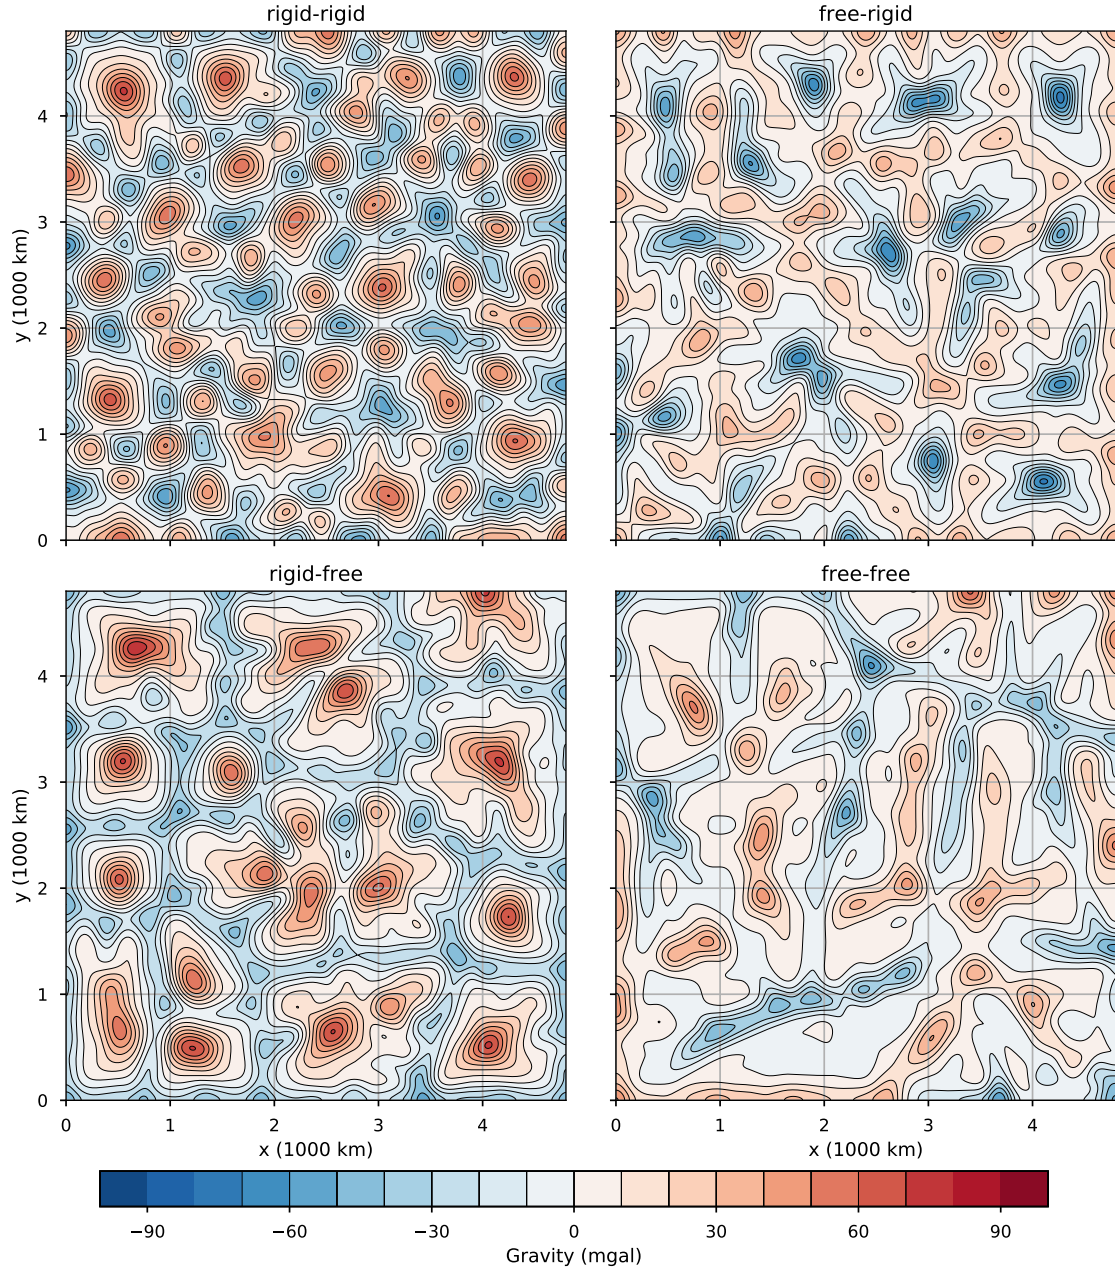 rigid-rigid
free-rigid
y (1000 km)
4
3
2
1
0
rigid-free
free-free
y (1000 km)
4
3
2
1
0
0 1 2 3 4
0 1 2 3 4
x (1000 km)
x (1000 km)
−90 −60 −30 0 30 60 90
Gravity (mgal)